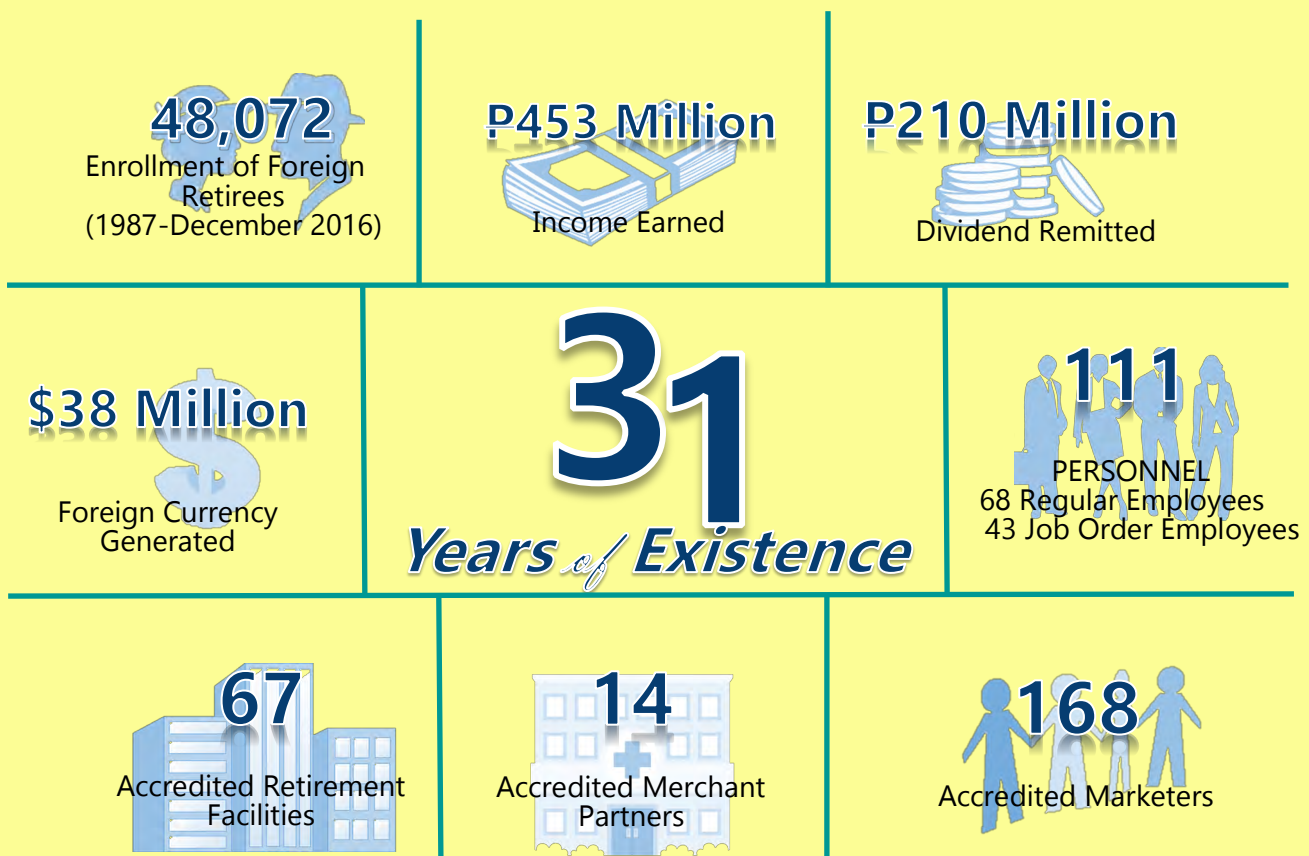 48,072
Enrollment of Foreign
Retirees
(1987-December 2016)
₱453 Million
Income Earned
₱210 Million
Dividend Remitted
$38 Million
Foreign Currency
Generated
31
Years of Existence
111
PERSONNEL
68 Regular Employees
43 Job Order Employees
67
Accredited Retirement
Facilities
14
Accredited Merchant
Partners
168
Accredited Marketers